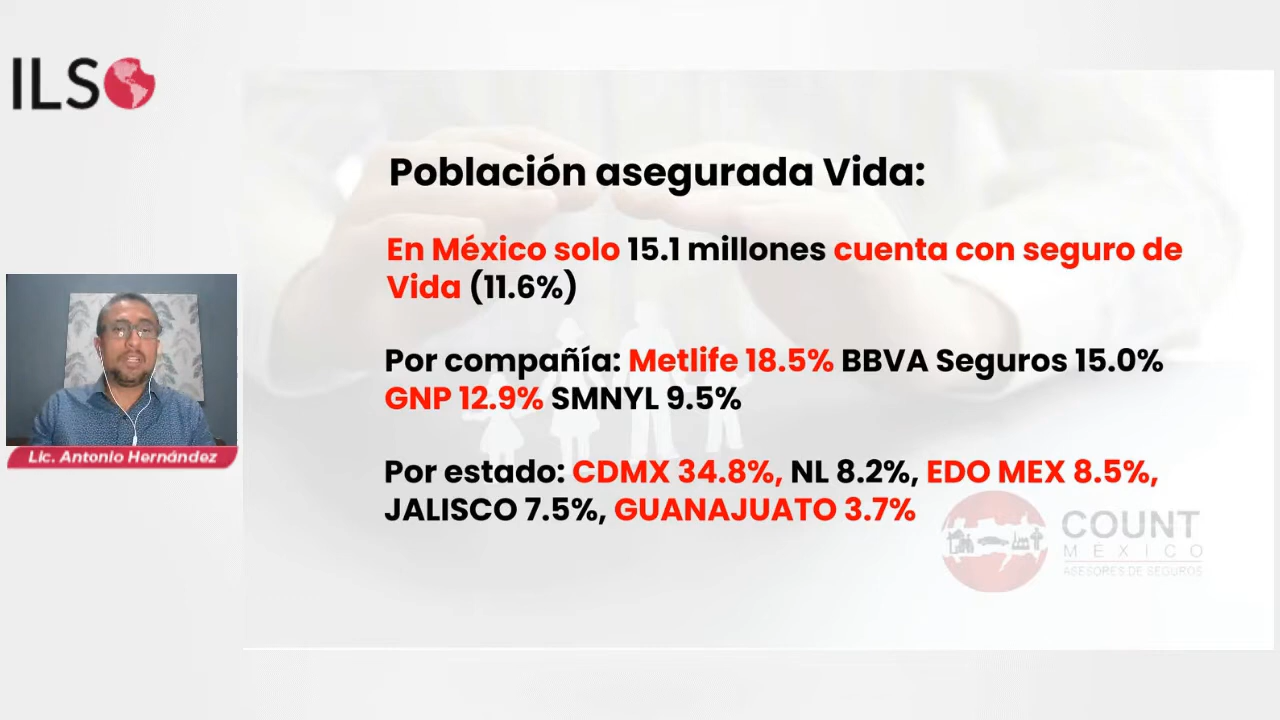 ILSO
Población asegurada Vida:
En México solo 15.1 millones cuenta con seguro de
Vida (11.6%)
Por compañía: Metlife 18.5% BBVA Seguros 15.0%
GNP 12.9% SMNYL 9.5%
Por estado: CDMX 34.8%, NL 8.2%, EDO MEX 8.5%,
JALISCO 7.5%, GUANAJUATO 3.7%
Lic. Antonio Hernández
COUNT
MÉXICO
ASESORES DE SEGUROS